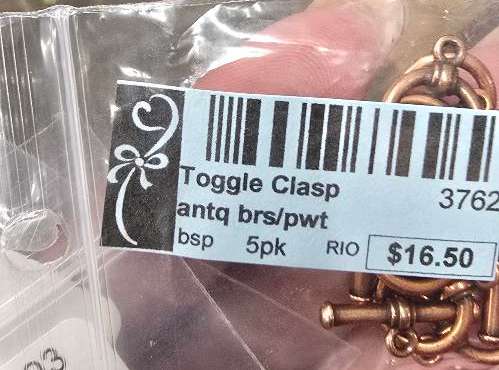 Toggle Clasp 3762
antq brs/pwt
bsp 5pk RIO $16.50